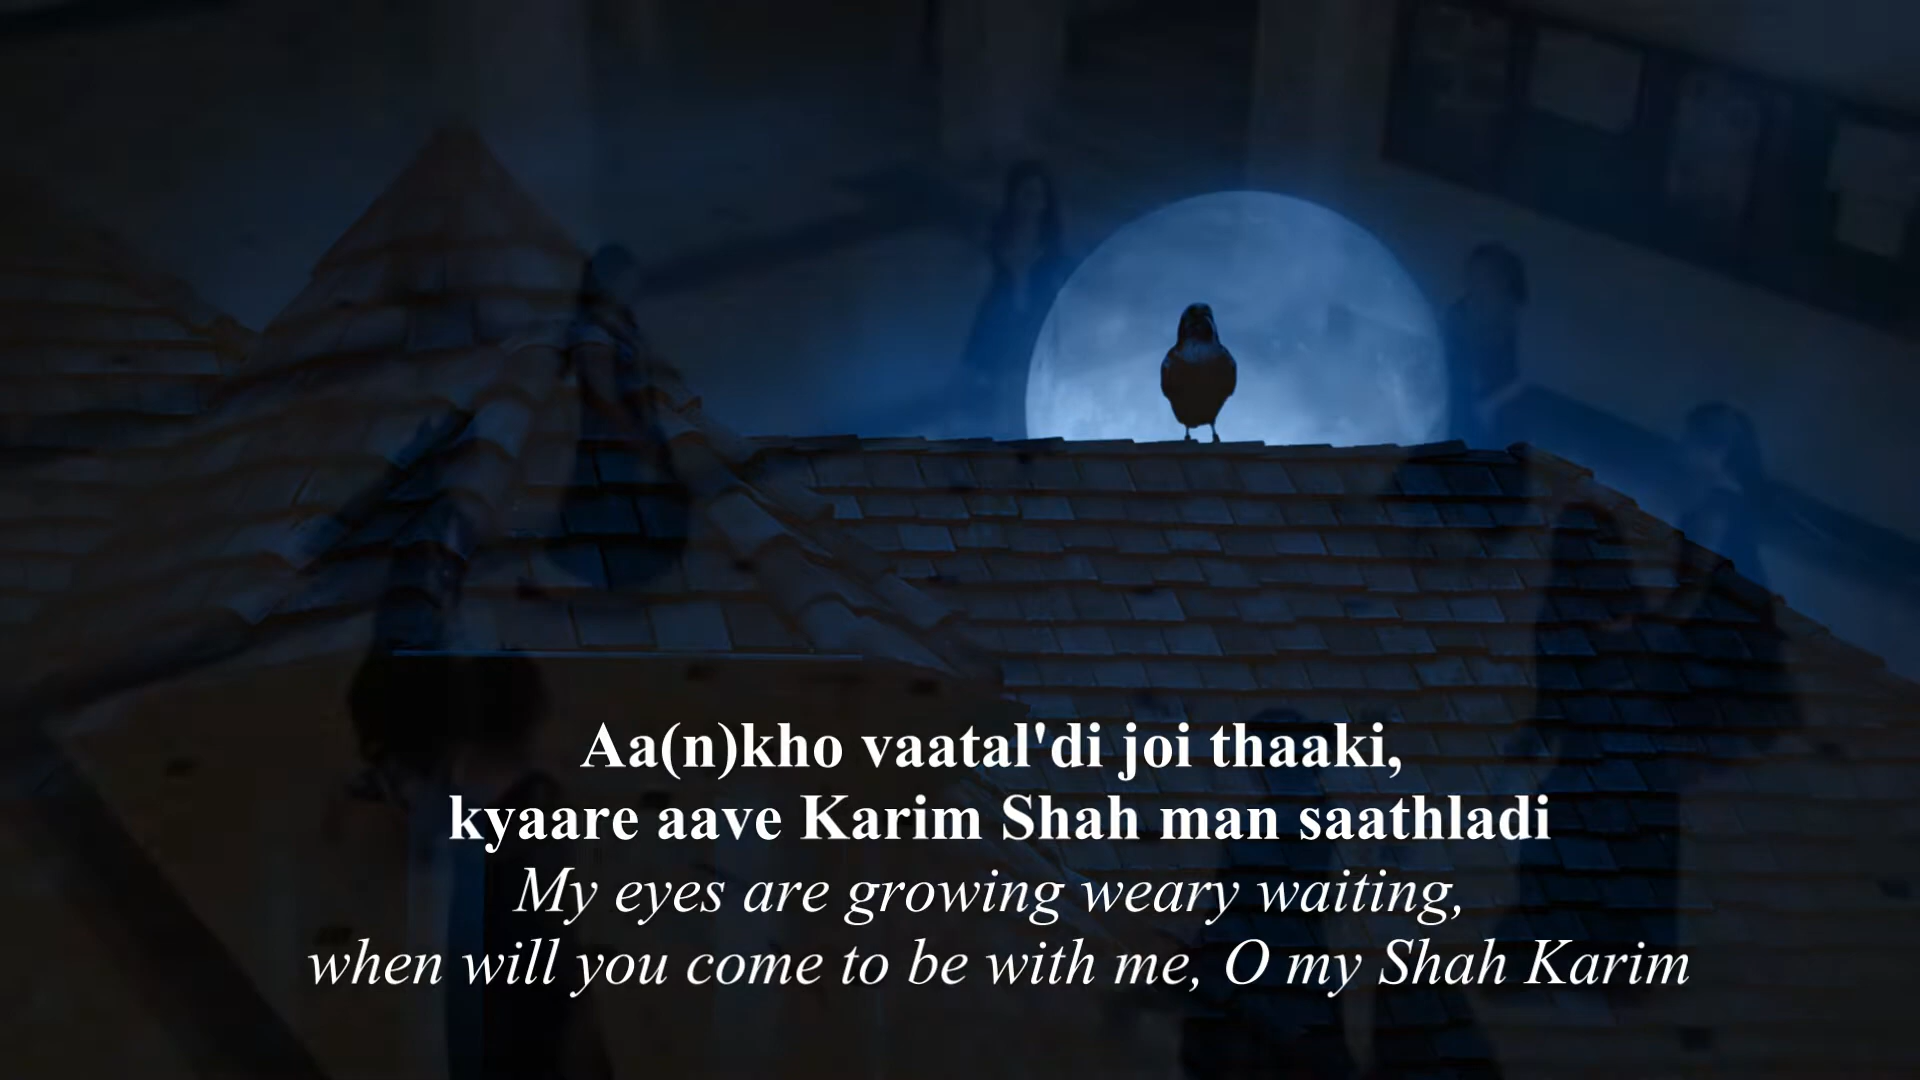 Aa(n)kho vaatal'di joi thaaki,
kyaare aave Karim Shah man saathladi
My eyes are growing weary waiting,
when will you come to be with me, O my Shah Karim